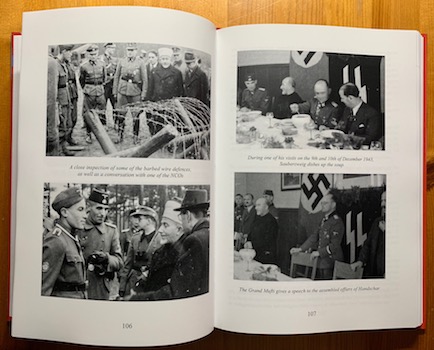 A close inspection of some of the barbed wire defences,
as well as a conversation with one of the NCOs
106
During one of his visits on the 9th and 10th of December 1943,
Sauberzweig dishes up the soup
The Grand Mufti gives a speech to the assembled officers of Handschar
107